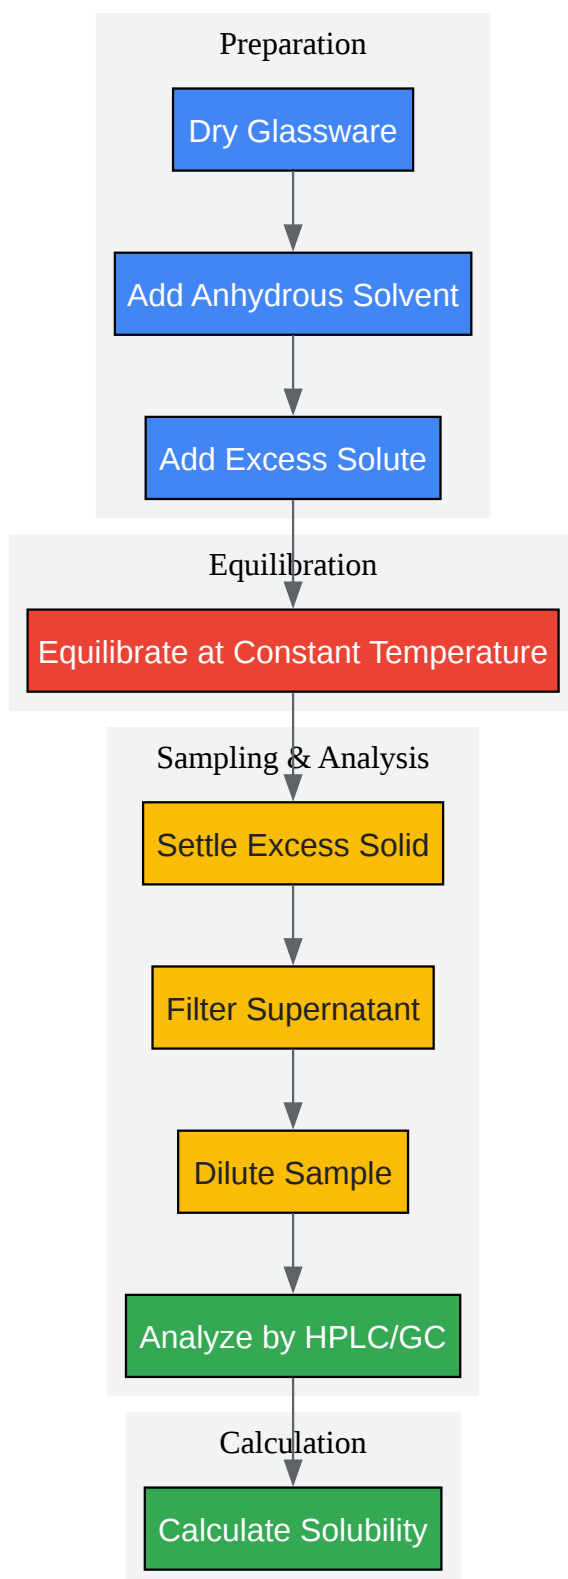 Preparation
Dry Glassware
Add Anhydrous Solvent
Add Excess Solute
Equilibration
Equilibrate at Constant Temperature
Sampling & Analysis
Settle Excess Solid
Filter Supernatant
Dilute Sample
Analyze by HPLC/GC
Calculation
Calculate Solubility